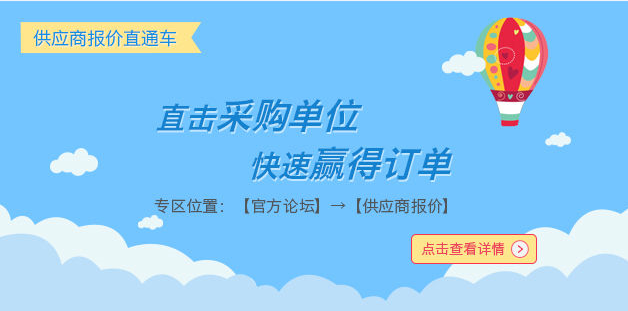 供应商报价直通车
直击采购单位
快速赢得订单
专区位置：【官方论坛】→【供应商报价】
点击查看详情